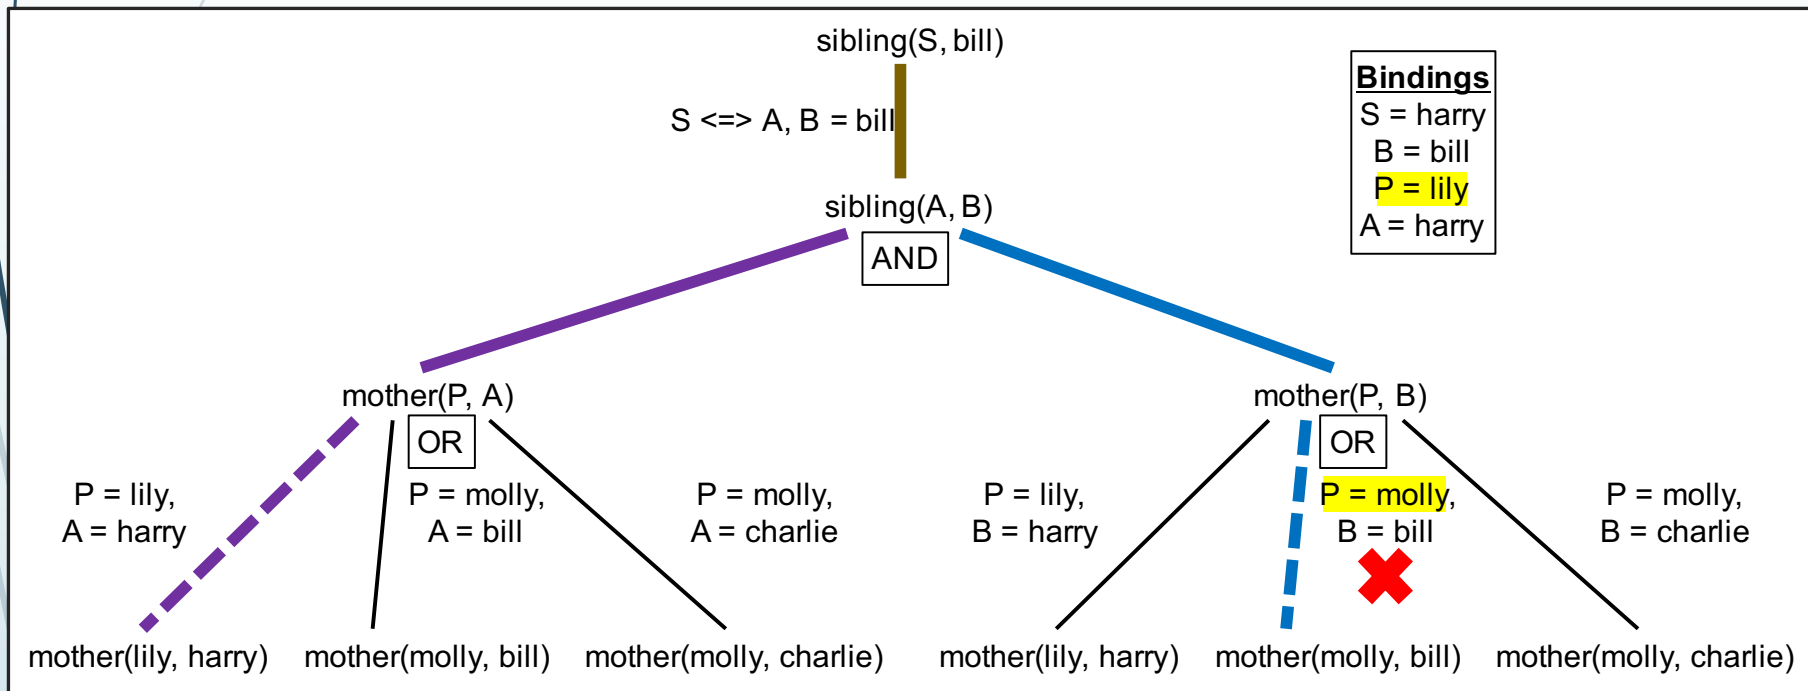 sibling(S, bill)
S <=> A, B = bill
Bindings
S = harry
B = bill
P = lily
A = harry
sibling(A, B)
AND
mother(P, A)
OR
mother(P, B)
OR
P = lily,
A = harry
P = molly,
A = bill
P = molly,
A = charlie
P = lily,
B = harry
P = molly,
B = bill
P = molly,
B = charlie
mother(lily, harry)
mother(molly, bill)
mother(molly, charlie)
mother(lily, harry)
mother(molly, bill)
mother(molly, charlie)